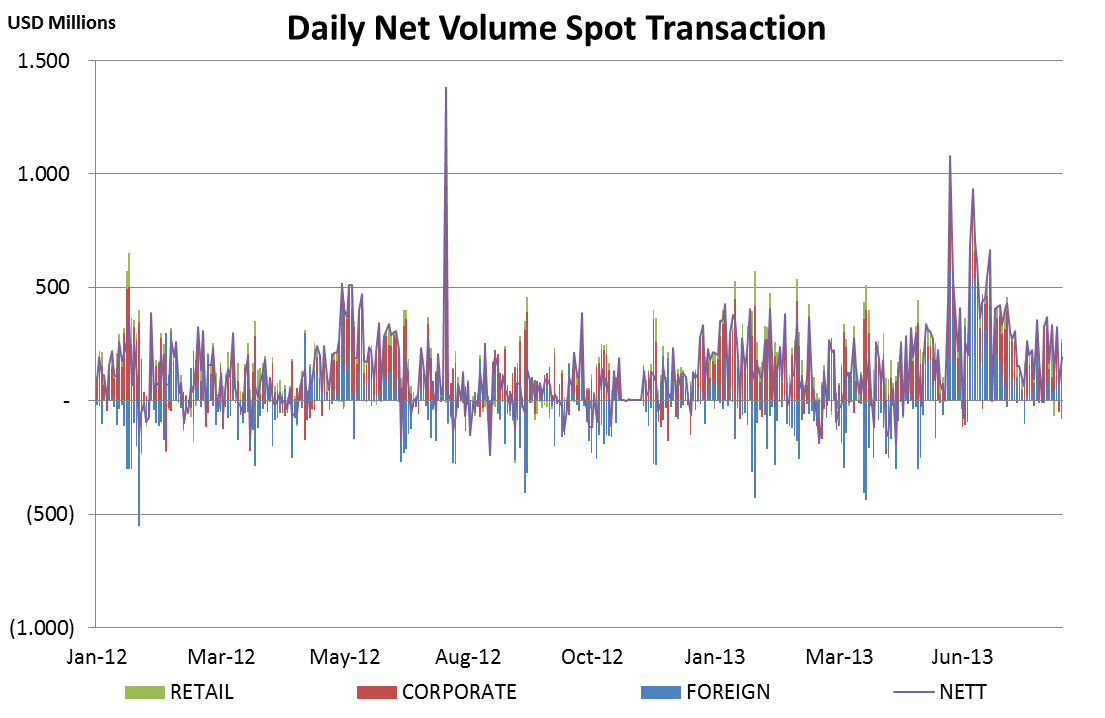 USD Millions
Daily Net Volume Spot Transaction
1.500
1.000
500
-
(500)
(1.000)
Jan-12 Mar-12 May-12 Aug-12 Oct-12 Jan-13 Mar-13 Jun-13
RETAIL CORPORATE FOREIGN NETT